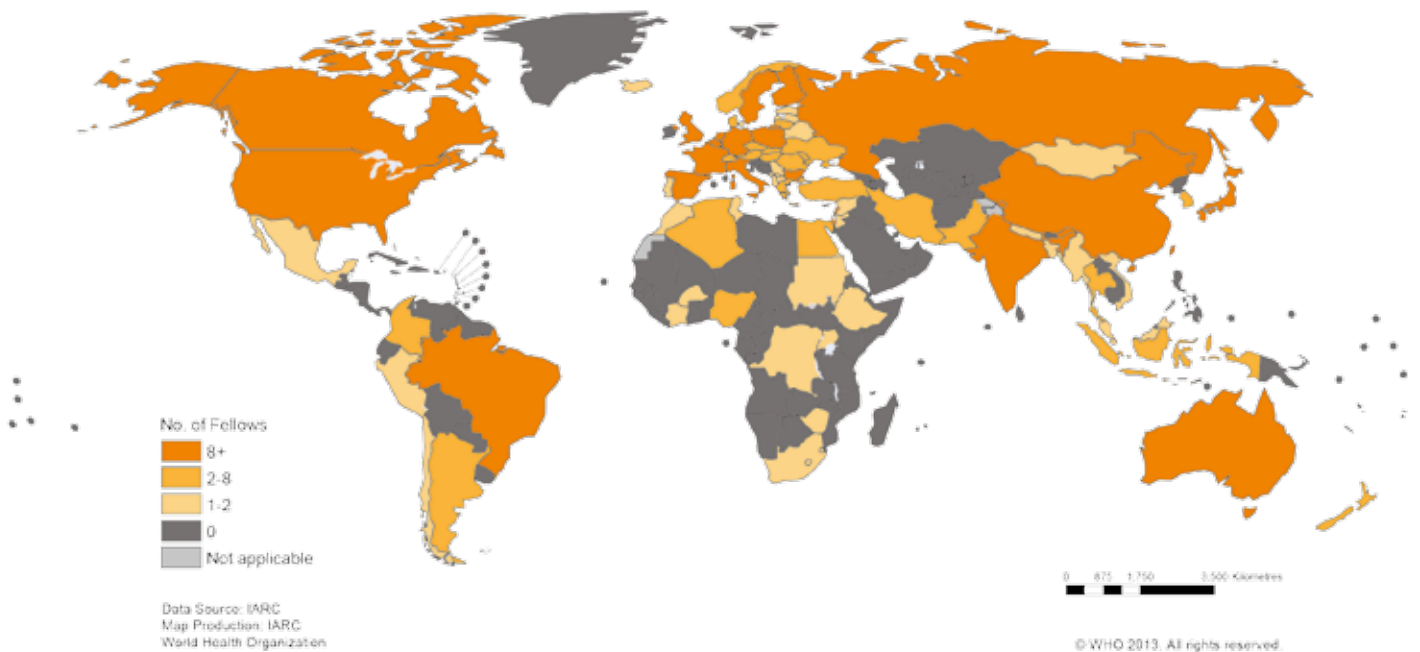 No. of Fellows
8+
2-8
1-2
0
Not applicable
0 875 1 750 3 500 Kilometres
Data Source: IARC
Map Production: IARC
World Health Organization
© WHO 2013. All rights reserved.